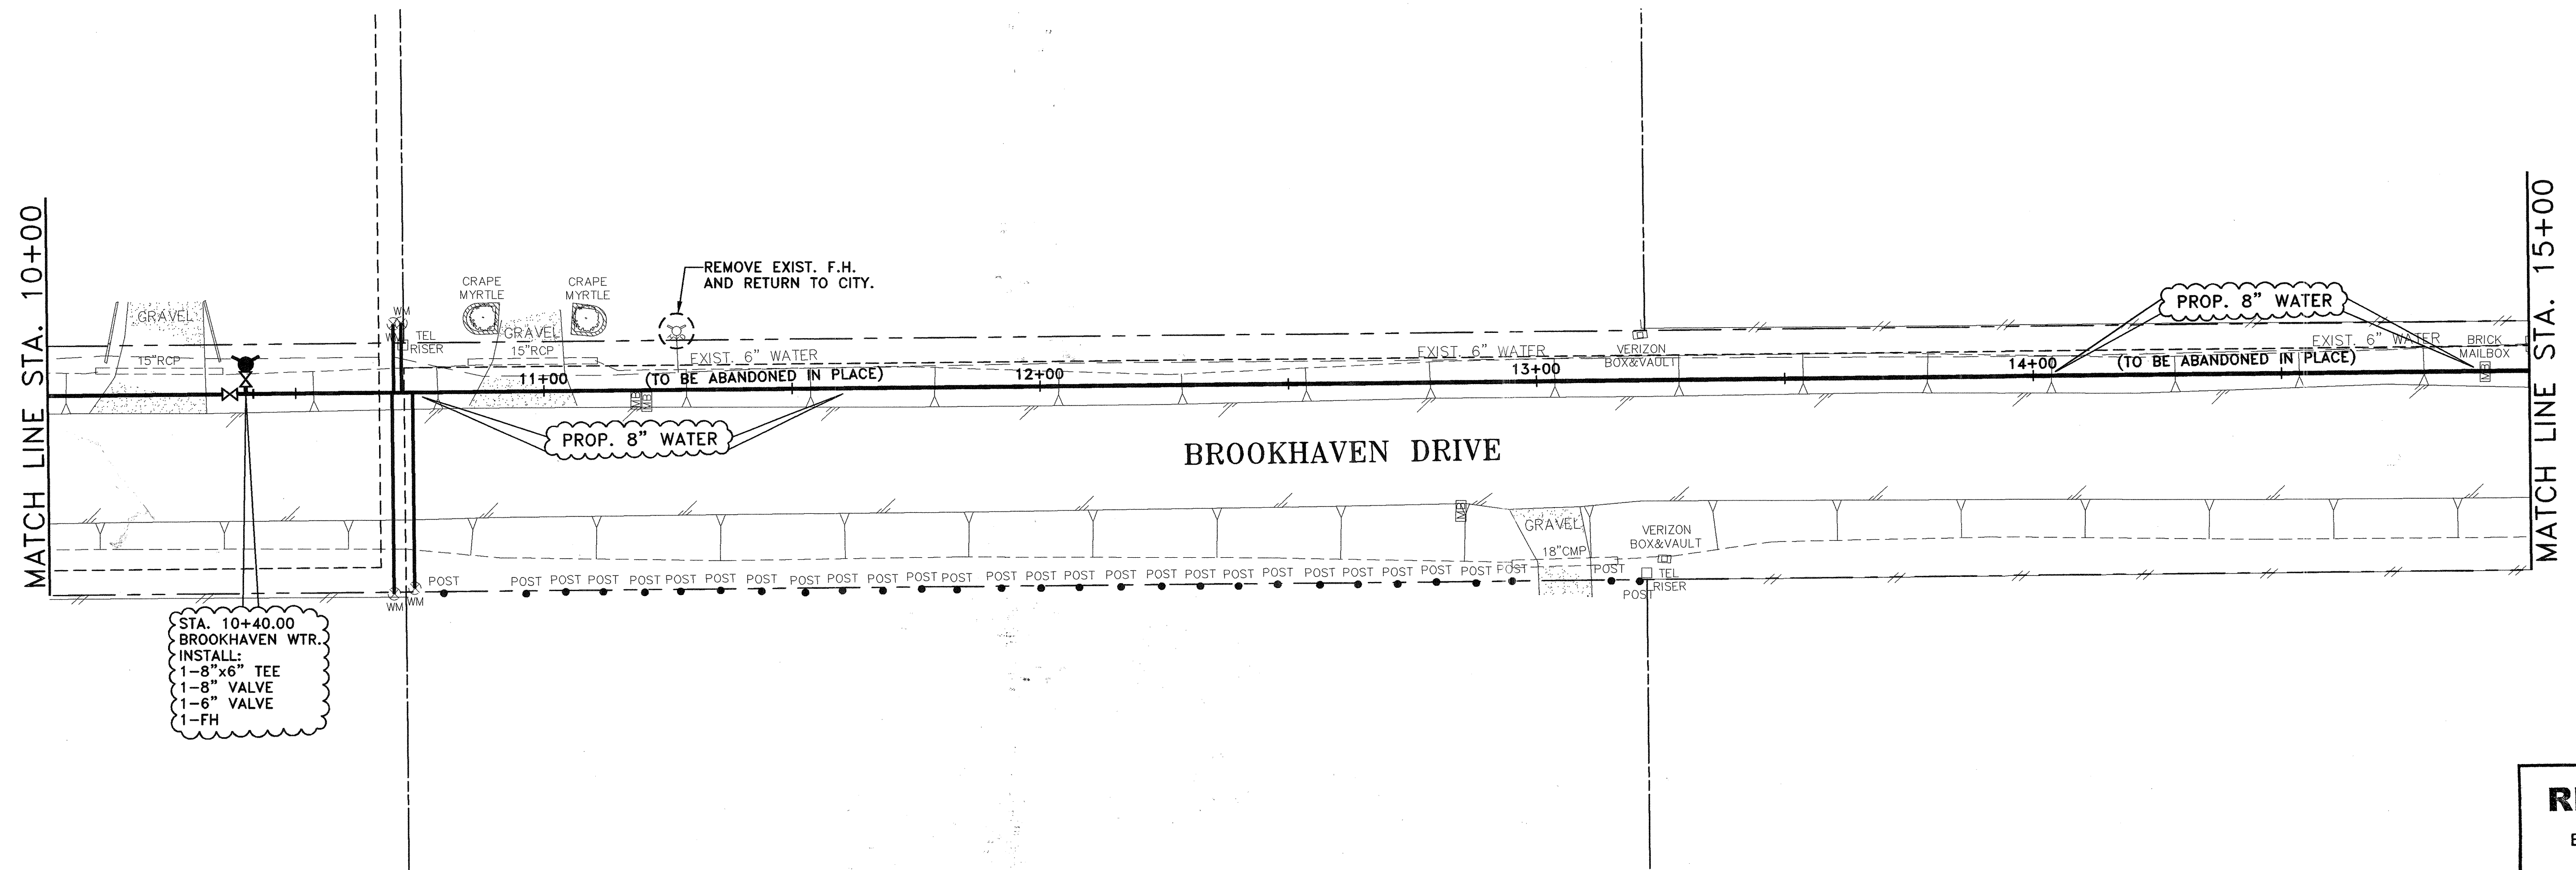 MATCH LINE STA. 10+00
GRAVEL
15"RCP
WM
WM
TEL
RISER
CRAPE
MYRTLE
CRAPE
MYRTLE
GRAVEL
15"RCP
REMOVE EXIST. F.H.
AND RETURN TO CITY.
EXIST. 6" WATER
(TO BE ABANDONED IN PLACE)
11+00
12+00
EXIST. 6" WATER
13+00
VERIZON
BOX&VAULT
14+00
PROP. 8" WATER
EXIST. 6" WATER
(TO BE ABANDONED IN PLACE)
BRICK
MAILBOX
MB
MATCH LINE STA. 15+00
MB
MB
PROP. 8" WATER
BROOKHAVEN DRIVE
MB
GRAVEL
18"CMP
VERIZON
BOX&VAULT
TEL
RISER
POST
POST POST POST POST POST POST POST POST POST POST POST POST POST POST POST POST POST POST POST POST POST POST POST POST POST POST POST
POST
WM
WM
STA. 10+40.00
BROOKHAVEN WTR.
INSTALL:
1-8"x6" TEE
1-8" VALVE
1-6" VALVE
1-FH